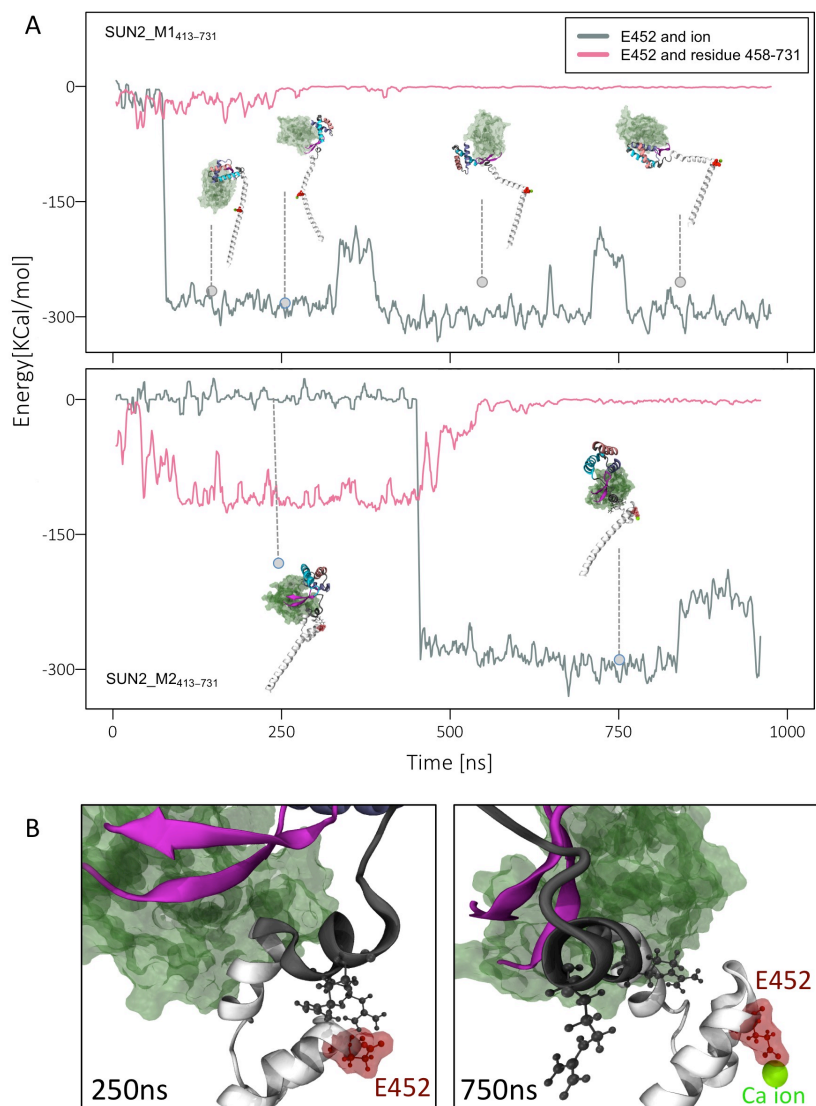 A
SUN2_M1413–731
E452 and ion
E452 and residue 458-731
0
-150
-300
Energy[KCal/mol]
0
-150
-300
SUN2_M2413–731
0
250
500
750
1000
Time [ns]
B
250ns
E452
E452
750ns
Ca ion